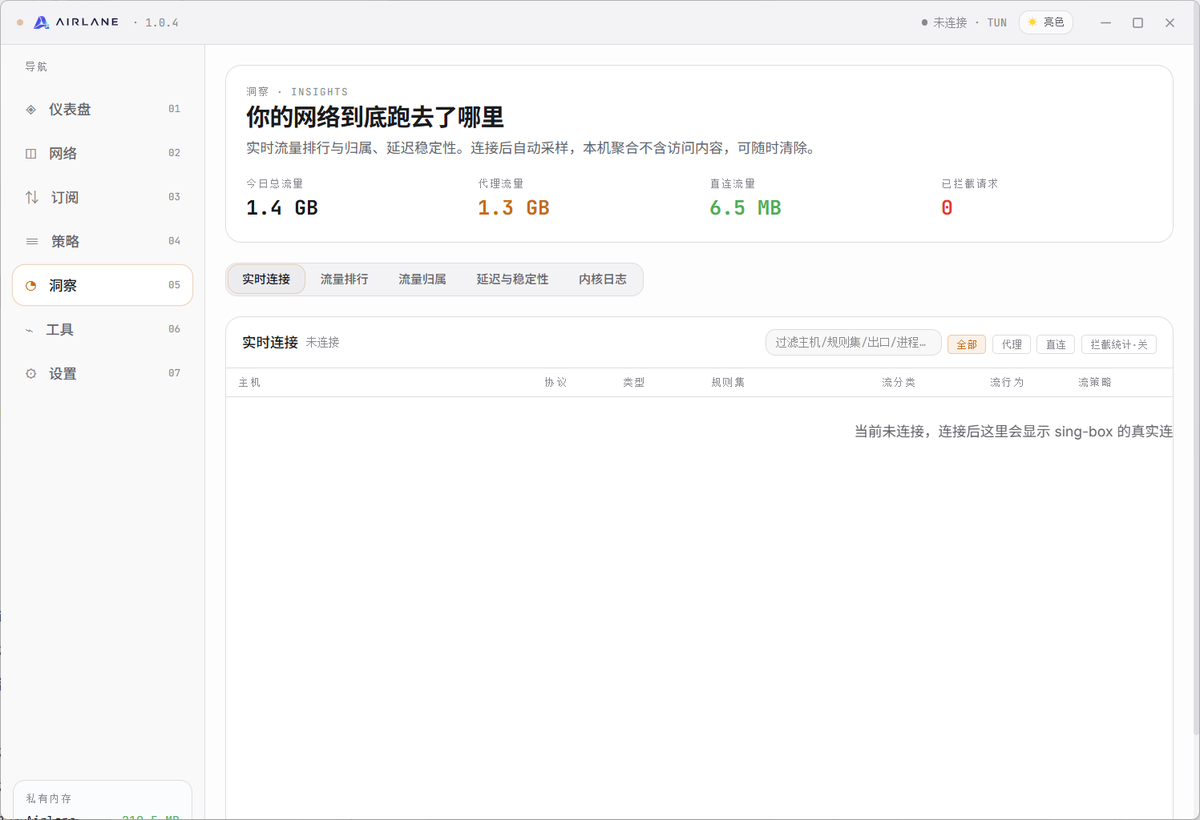 AIRLANE · 1.0.4
未连接 · TUN 亮色
导航
仪表盘 01
网络 02
订阅 03
策略 04
洞察 05
工具 06
设置 07
私有内存
洞察 · INSIGHTS
你的网络到底跑去了哪里
实时流量排行与归属、延迟稳定性。连接后自动采样，本机聚合不含访问内容，可随时清除。
今日总流量 代理流量 直连流量 已拦截请求
1.4 GB 1.3 GB 6.5 MB 0
实时连接 流量排行 流量归属 延迟与稳定性 内核日志
实时连接 未连接 过滤主机/规则集/出口/进程… 全部 代理 直连 拦截统计·关
主机 协议 类型 规则集 流分类 流行为 流策略
当前未连接，连接后这里会显示 sing-box 的真实连